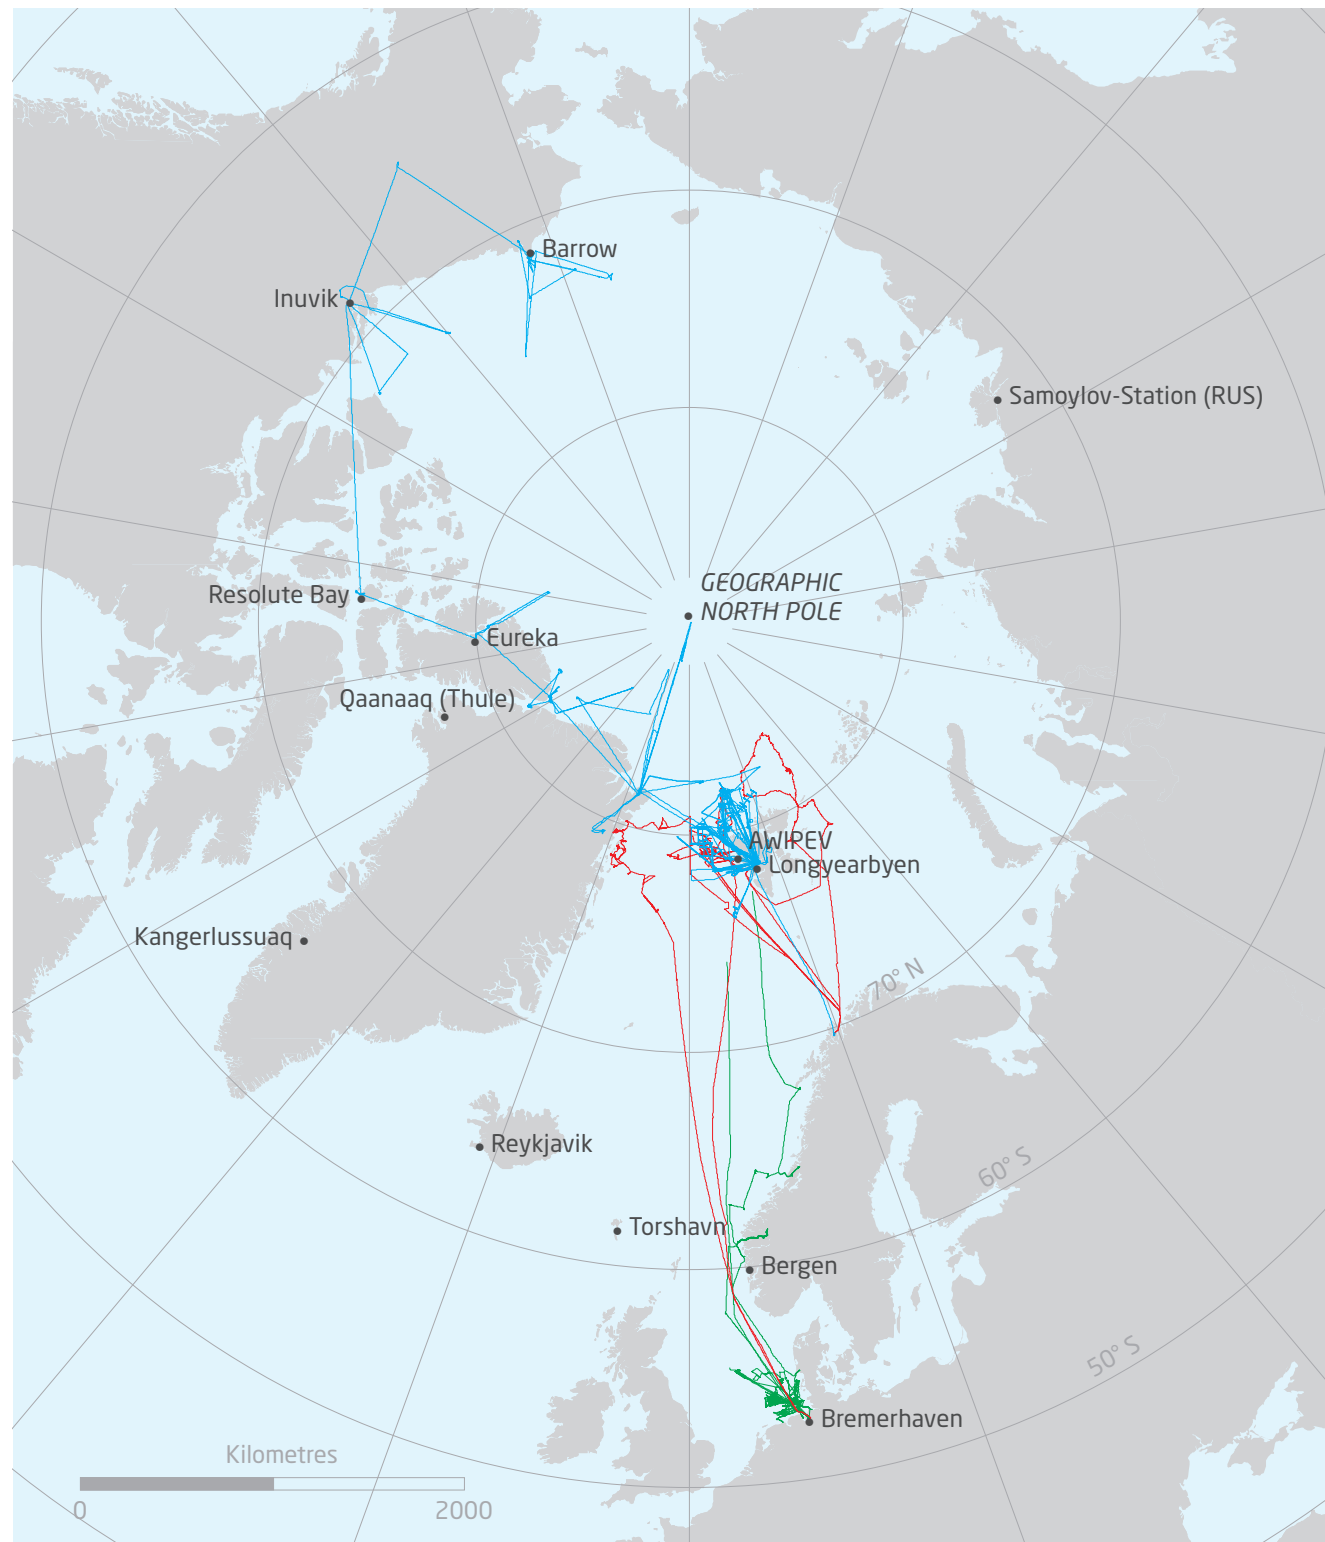 Barrow
Inuvik
Samoylov-Station (RUS)
GEOGRAPHIC
NORTH POLE
Resolute Bay
Eureka
Qaanaaq (Thule)
AWIPEV
Longyearbyen
Kangerlussuaq
70° N
Reykjavik
60° S
Torshavn
Bergen
50° S
Bremerhaven
Kilometres
0 2000